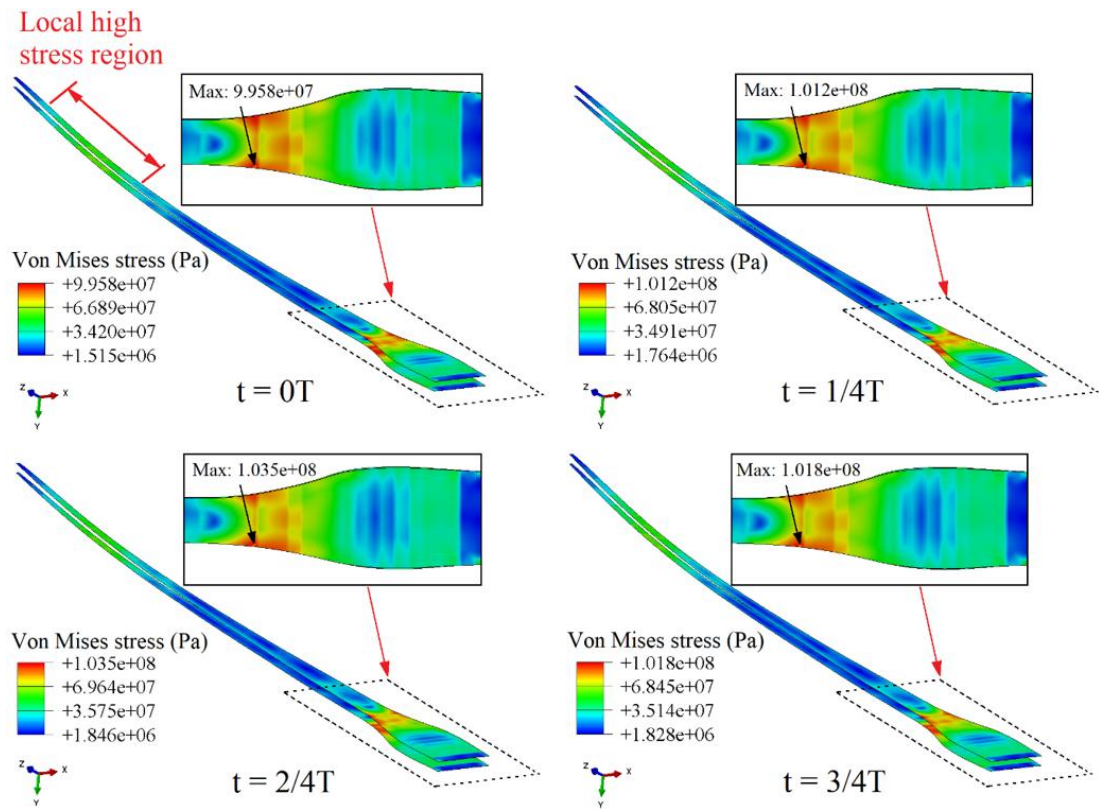 Local high
stress region
Max: 9.958e+07
Von Mises stress (Pa)
+9.958e+07
+6.689e+07
+3.420e+07
+1.515e+06
Z
X
Y
t = 0T
Max: 1.012e+08
Von Mises stress (Pa)
+1.012e+08
+6.805e+07
+3.491e+07
+1.764e+06
Z
X
Y
t = 1/4T
Max: 1.035e+08
Von Mises stress (Pa)
+1.035e+08
+6.964e+07
+3.575e+07
+1.846e+06
Z
X
Y
t = 2/4T
Max: 1.018e+08
Von Mises stress (Pa)
+1.018e+08
+6.845e+07
+3.514e+07
+1.828e+06
Z
X
Y
t = 3/4T